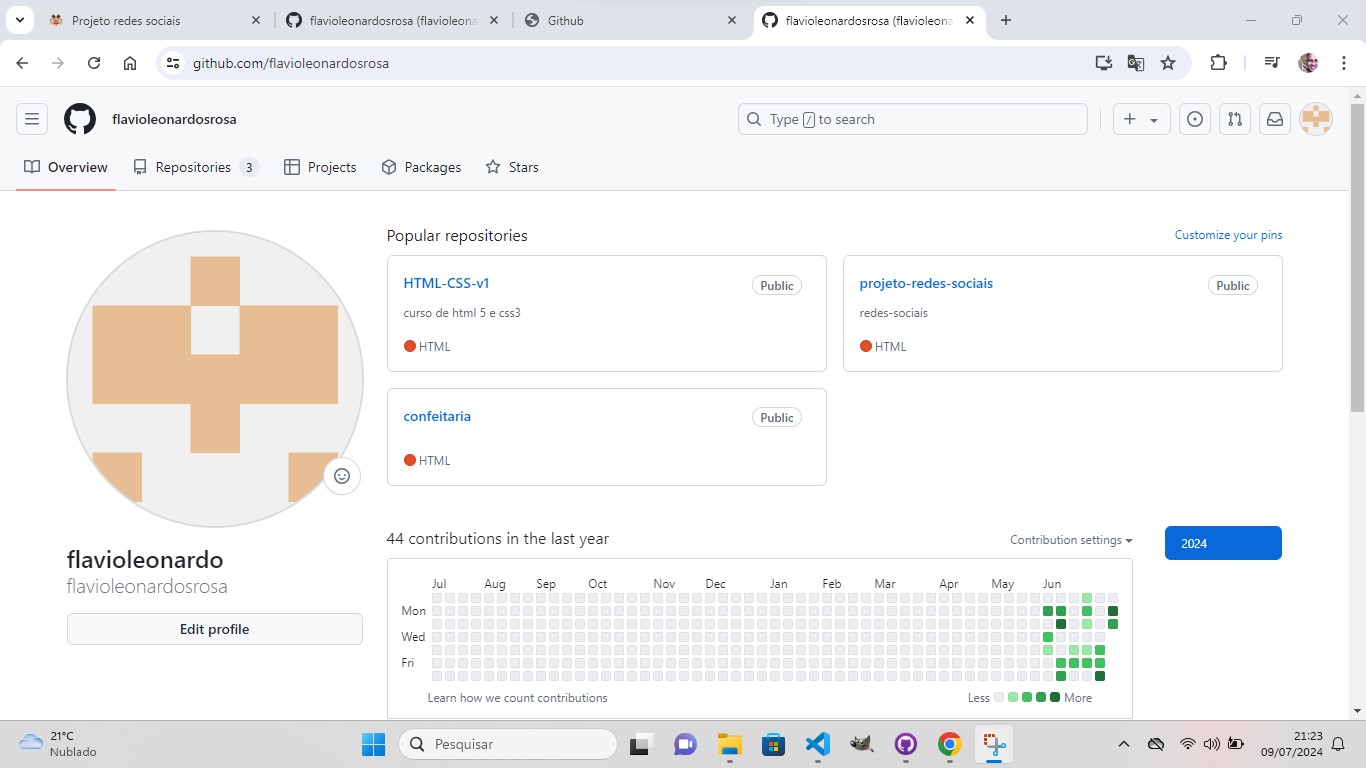 Projeto redes sociais
flavioleonardosrosa (flavioleona
Github
flavioleonardosrosa (flavioleona
github.com/flavioleonardosrosa
flavioleonardosrosa
Type / to search
Overview
Repositories 3
Projects
Packages
Stars
Popular repositories
Customize your pins
HTML-CSS-v1
Public
curso de html 5 e css3
HTML
projeto-redes-sociais
Public
redes-sociais
HTML
confeitaria
Public
HTML
flavioleonardo
flavioleonardosrosa
Edit profile
44 contributions in the last year
Contribution settings
2024
Jul Aug Sep Oct Nov Dec Jan Feb Mar Apr May Jun
Mon
Wed
Fri
Learn how we count contributions
Less More
21°C
Nublado
Pesquisar
21:23
09/07/2024